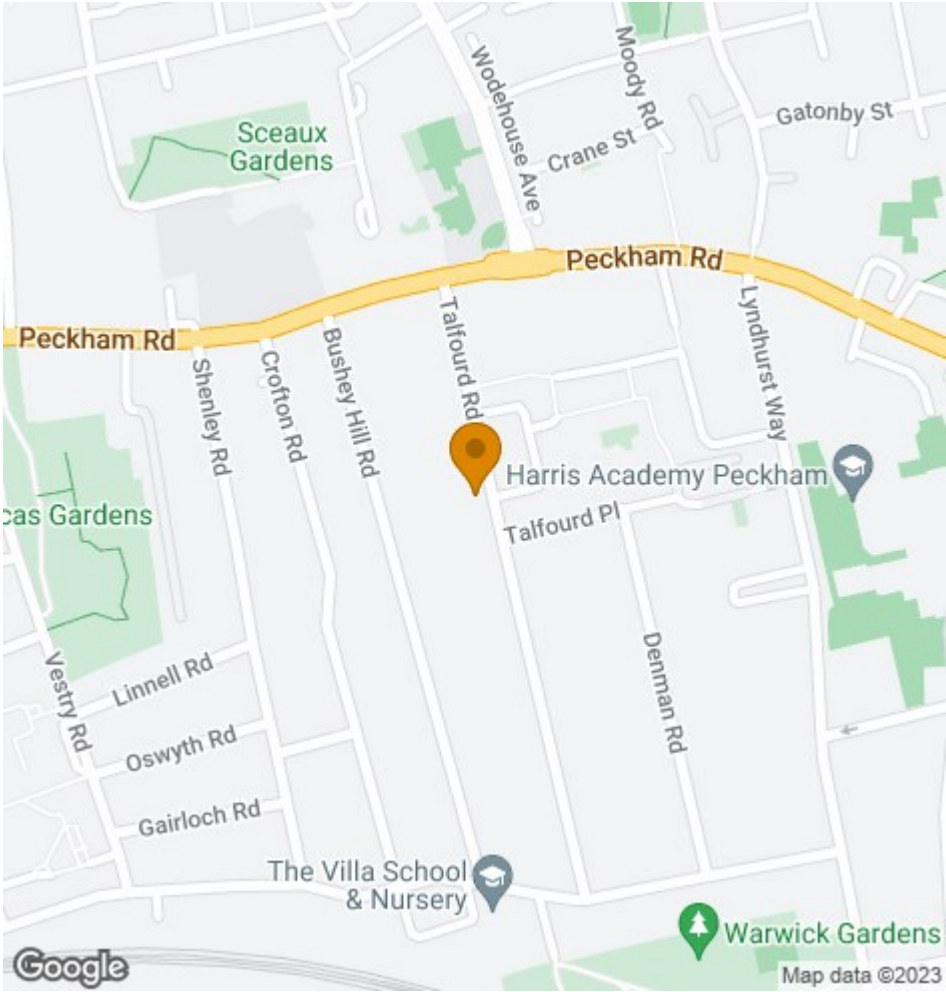 Wodehouse Ave
Moody Rd
Gatonby St
Crane St
Sceaux
Gardens
Peckham Rd
Peckham Rd
Talfourd Rd
Lyndhurst Way
Bushey Hill Rd
Crofton Rd
Shenley Rd
Harris Academy Peckham
cas Gardens
Talfourd Pl
Denman Rd
Linnell Rd
Vestry Rd
Oswyth Rd
Gairloch Rd
The Villa School
& Nursery
Warwick Gardens
Google
Map data ©2023